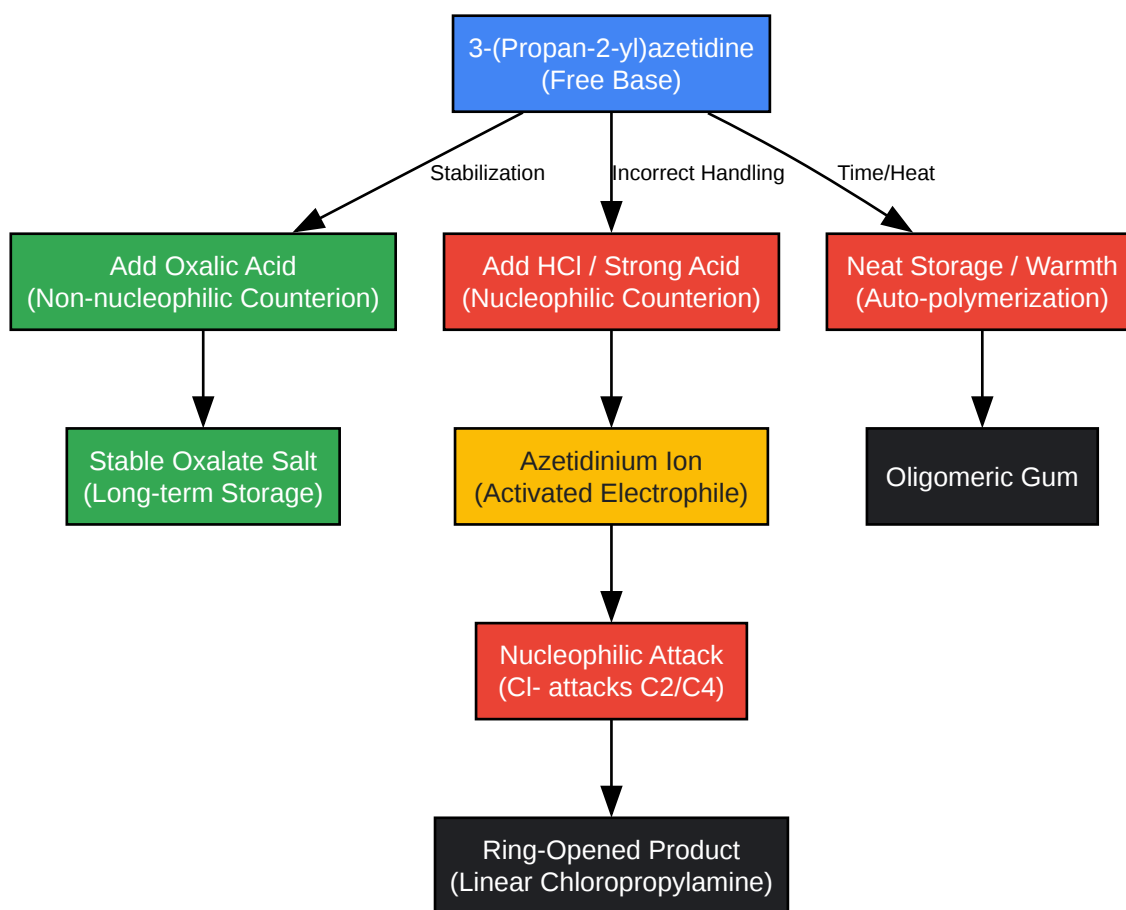 3-(Propan-2-yl)azetidine
(Free Base)
Stabilization
Incorrect Handling
Time/Heat
Add Oxalic Acid
(Non-nucleophilic Counterion)
Add HCl / Strong Acid
(Nucleophilic Counterion)
Neat Storage / Warmth
(Auto-polymerization)
Stable Oxalate Salt
(Long-term Storage)
Azetidinium Ion
(Activated Electrophile)
Oligomeric Gum
Nucleophilic Attack
(Cl- attacks C2/C4)
Ring-Opened Product
(Linear Chloropropylamine)